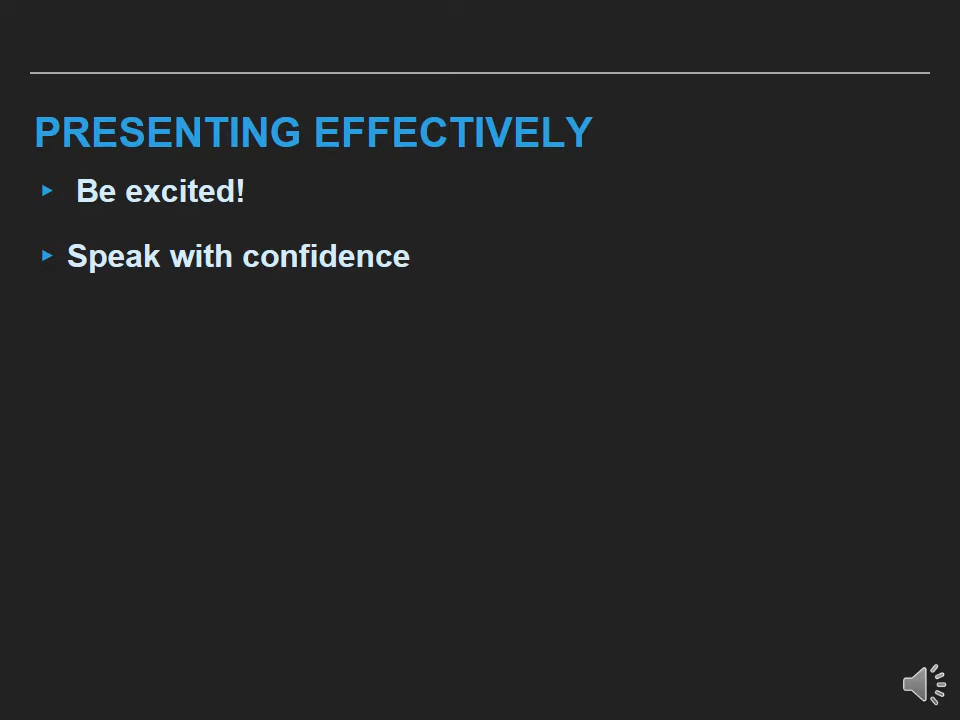 PRESENTING EFFECTIVELY
▸ Be excited!
▸ Speak with confidence